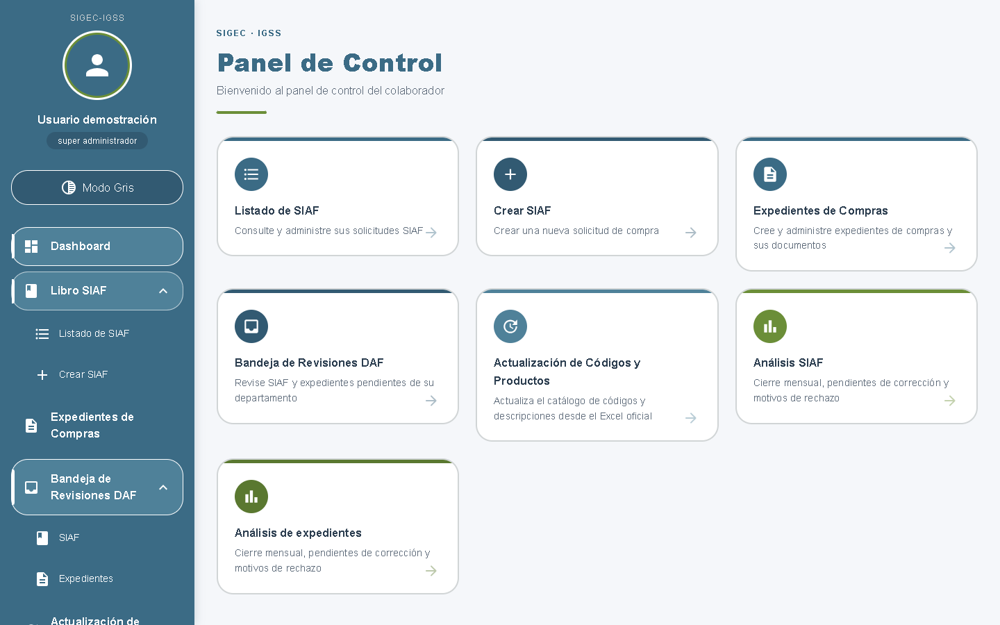 SIGEC-IGSS
Usuario demostración
super administrador
Modo Gris
Dashboard
Libro SIAF
Listado de SIAF
Crear SIAF
Expedientes de
Compras
Bandeja de
Revisiones DAF
SIAF
Expedientes
Actualización de
SIGEC · IGSS
Panel de Control
Bienvenido al panel de control del colaborador
Listado de SIAF
Consulte y administre sus solicitudes SIAF
Crear SIAF
Crear una nueva solicitud de compra
Expedientes de Compras
Cree y administre expedientes de compras y
sus documentos
Bandeja de Revisiones DAF
Revise SIAF y expedientes pendientes de su
departamento
Actualización de Códigos y
Productos
Actualiza el catálogo de códigos y
descripciones desde el Excel oficial
Análisis SIAF
Cierre mensual, pendientes de corrección y
motivos de rechazo
Análisis de expedientes
Cierre mensual, pendientes de corrección y
motivos de rechazo